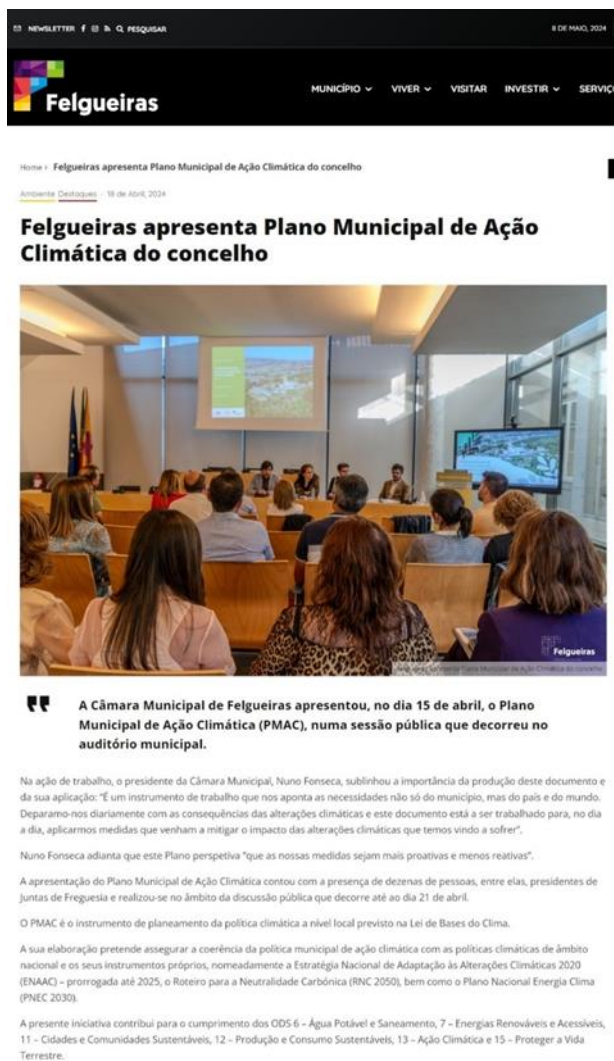 NEWSLETTER
PESQUISAR
8 DE MAIO, 2024
Felgueiras
MUNICÍPIO
VIVER
VISITAR
INVESTIR
Home › Felgueiras apresenta Plano Municipal de Ação Climática do concelho
Ambiente Destaques - 18 de Abril, 2024
Felgueiras apresenta Plano Municipal de Ação
Climática do concelho
Felgueiras
A Câmara Municipal de Felgueiras apresentou, no dia 15 de abril, o Plano
Municipal de Ação Climática (PMAC), numa sessão pública que decorreu no
auditório municipal.
Na ação de trabalho, o presidente da Câmara Municipal, Nuno Fonseca, sublinhou a importância da produção deste documento e
da sua aplicação: "É um instrumento de trabalho que nos aponta as necessidades não só do município, mas do país e do mundo.
Deparamo-nos diariamente com as consequências das alterações climáticas e este documento está a ser trabalhado para, no dia
a dia, aplicarmos medidas que venham a mitigar o impacto das alterações climáticas que temos vindo a sofrer".
Nuno Fonseca adianta que este Plano perspetiva "que as nossas medidas sejam mais proativas e menos reativas".
A apresentação do Plano Municipal de Ação Climática contou com a presença de dezenas de pessoas, entre elas, presidentes de
Juntas de Freguesia e realizou-se no âmbito da discussão pública que decorre até ao dia 21 de abril.
O PMAC é o instrumento de planeamento da política climática a nível local previsto na Lei de Bases do Clima.
A sua elaboração pretende assegurar a coerência da política municipal de ação climática com as políticas climáticas de âmbito
nacional e os seus instrumentos próprios, nomeadamente a Estratégia Nacional de Adaptação às Alterações Climáticas 2020
(ENAAC) – prorrogada até 2025, o Roteiro para a Neutralidade Carbónica (RNC 2050), bem como o Plano Nacional Energia Clima
(PNEC 2030).
A presente iniciativa contribui para o cumprimento dos ODS 6 – Água Potável e Saneamento, 7 – Energias Renováveis e Acessíveis,
11 – Cidades e Comunidades Sustentáveis, 12 – Produção e Consumo Sustentáveis, 13 – Ação Climática e 15 – Proteger a Vida
Terrestre.